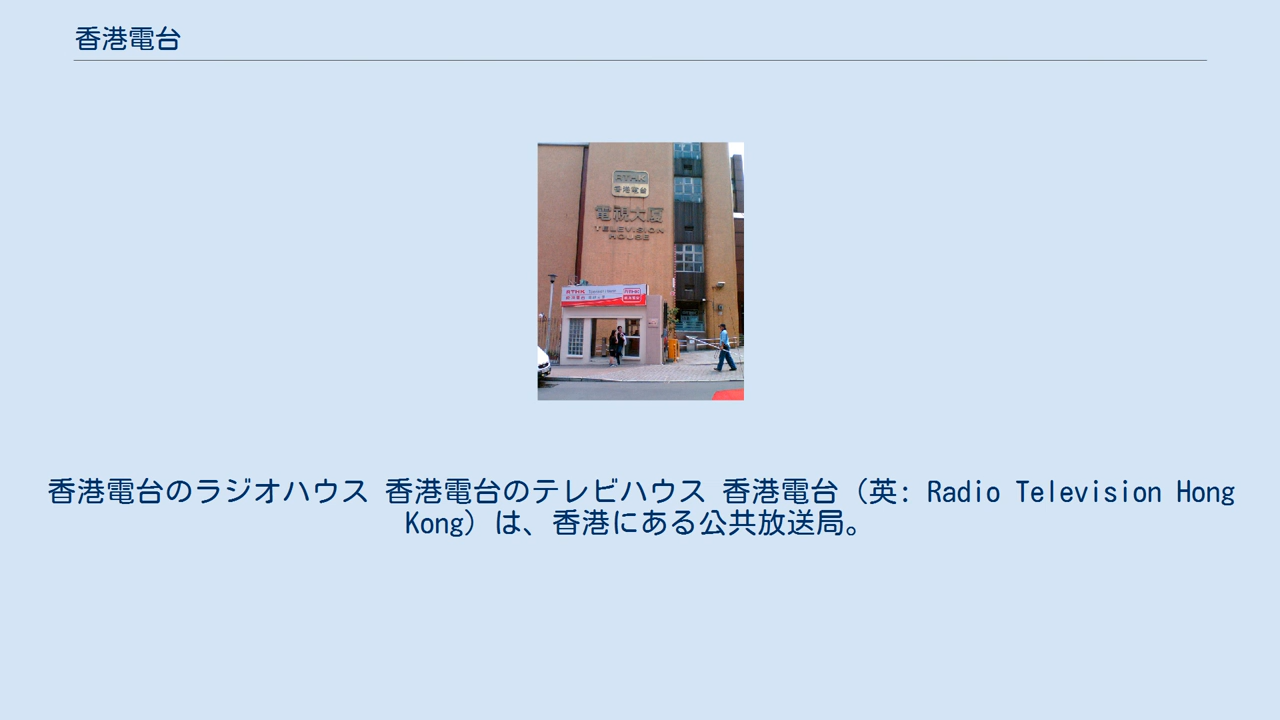 香港電台
RTHK
香港電台
電視大廈
TELEVISION
HOUSE
RTHK
香港電台のラジオハウス 香港電台のテレビハウス 香港電台（英: Radio Television Hong
Kong）は、香港にある公共放送局。